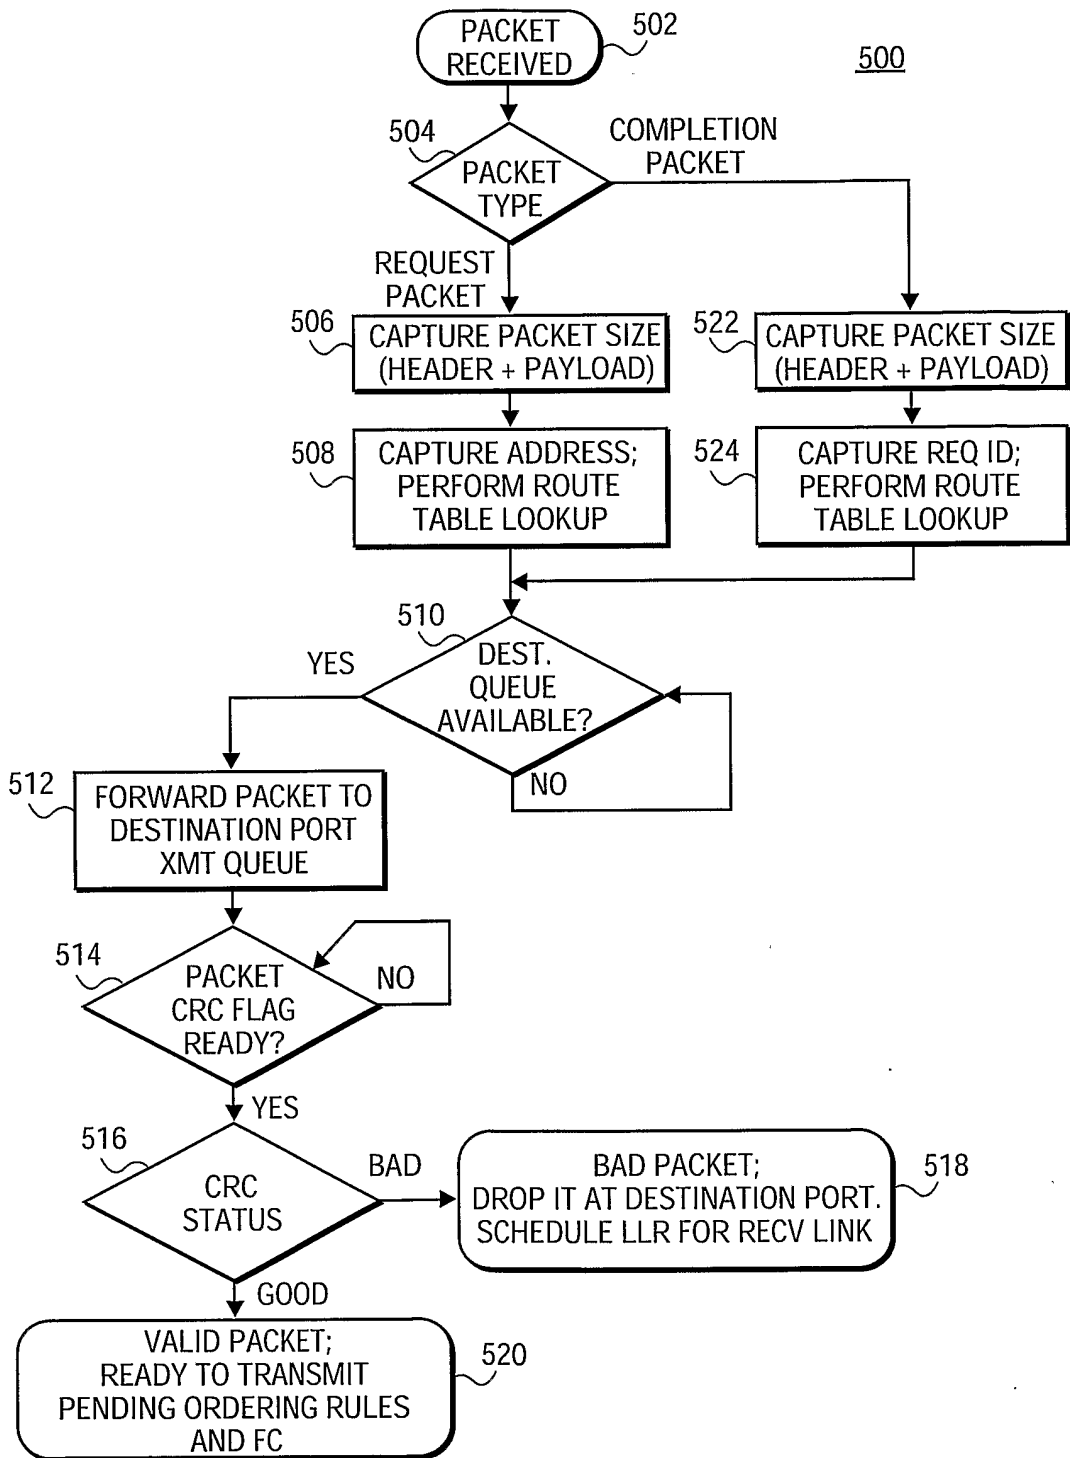 PACKET
RECEIVED
502
500
504
PACKET
TYPE
COMPLETION
PACKET
REQUEST
PACKET
506
CAPTURE PACKET SIZE
(HEADER + PAYLOAD)
522
CAPTURE PACKET SIZE
(HEADER + PAYLOAD)
508
CAPTURE ADDRESS;
PERFORM ROUTE
TABLE LOOKUP
524
CAPTURE REQ ID;
PERFORM ROUTE
TABLE LOOKUP
510
YES
DEST.
QUEUE
AVAILABLE?
NO
512
FORWARD PACKET TO
DESTINATION PORT
XMT QUEUE
514
PACKET
CRC FLAG
READY?
NO
YES
516
CRC
STATUS
BAD
BAD PACKET;
DROP IT AT DESTINATION PORT.
SCHEDULE LLR FOR RECV LINK
518
GOOD
VALID PACKET;
READY TO TRANSMIT
PENDING ORDERING RULES
AND FC
520